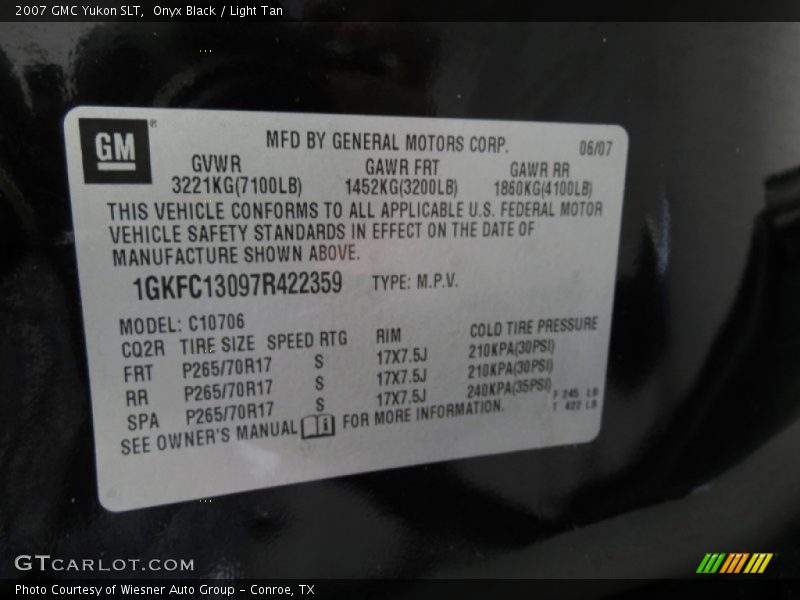 2007 GMC Yukon SLT, Onyx Black / Light Tan
GM®
MFD BY GENERAL MOTORS CORP. 06/07
GVWR GAWR FRT GAWR RR
3221KG(7100LB) 1452KG(3200LB) 1860KG(4100LB)
THIS VEHICLE CONFORMS TO ALL APPLICABLE U.S. FEDERAL MOTOR
VEHICLE SAFETY STANDARDS IN EFFECT ON THE DATE OF
MANUFACTURE SHOWN ABOVE.
1GKFC13097R422359 TYPE: M.P.V.
MODEL: C10706
CQ2R TIRE SIZE SPEED RTG RIM COLD TIRE PRESSURE
FRT P265/70R17 S 17X7.5J 210KPA(30PSI)
RR P265/70R17 S 17X7.5J 210KPA(30PSI)
SPA P265/70R17 S 17X7.5J 240KPA(35PSI)
F 245 LB
T 422 LB
SEE OWNER'S MANUAL i FOR MORE INFORMATION.
GTCARLOT.COM
Photo Courtesy of Wiesner Auto Group - Conroe, TX